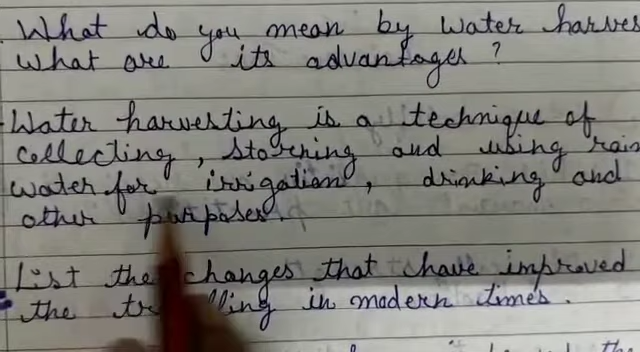 What do you mean by water harves
What are its advantages ?
Water harvesting is a technique of
collecting, storing and using rain
water for irrigation, drinking and
other purposes.
List the changes that have improved
the in modern times.
the